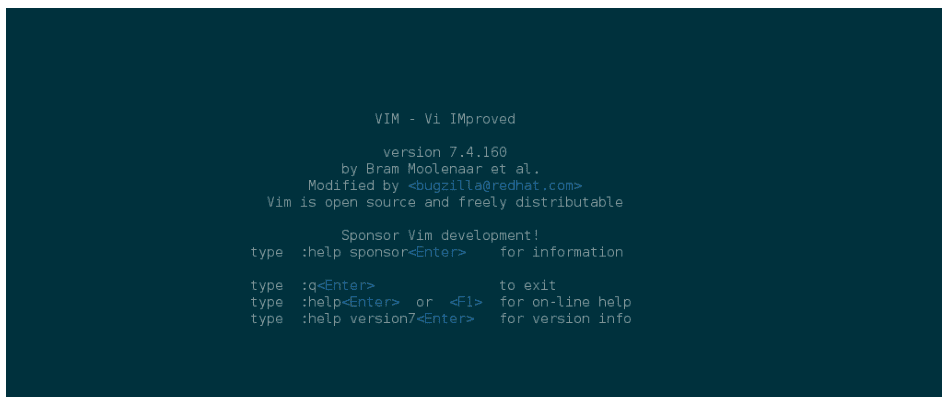 VIM - Vi IMproved
version 7.4.160
by Bram Moolenaar et al.
Modified by <bugzilla@redhat.com>
Vim is open source and freely distributable
Sponsor Vim development!
type  :help sponsor<Enter>    for information
type  :q<Enter>               to exit
type  :help<Enter>  or  <F1>  for on-line help
type  :help version7<Enter>   for version info